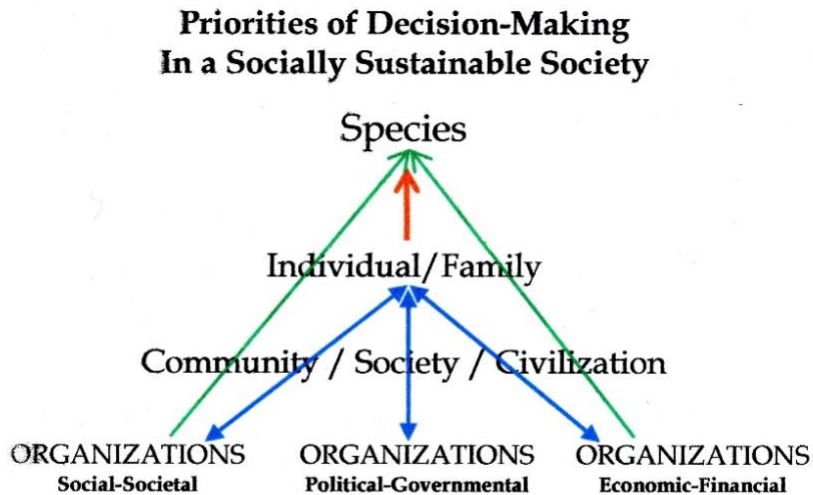 Priorities of Decision-Making
In a Socially Sustainable Society
Species
Individual/Family
Community / Society / Civilization
ORGANIZATIONS ORGANIZATIONS ORGANIZATIONS
Social-Societal Political-Governmental Economic-Financial